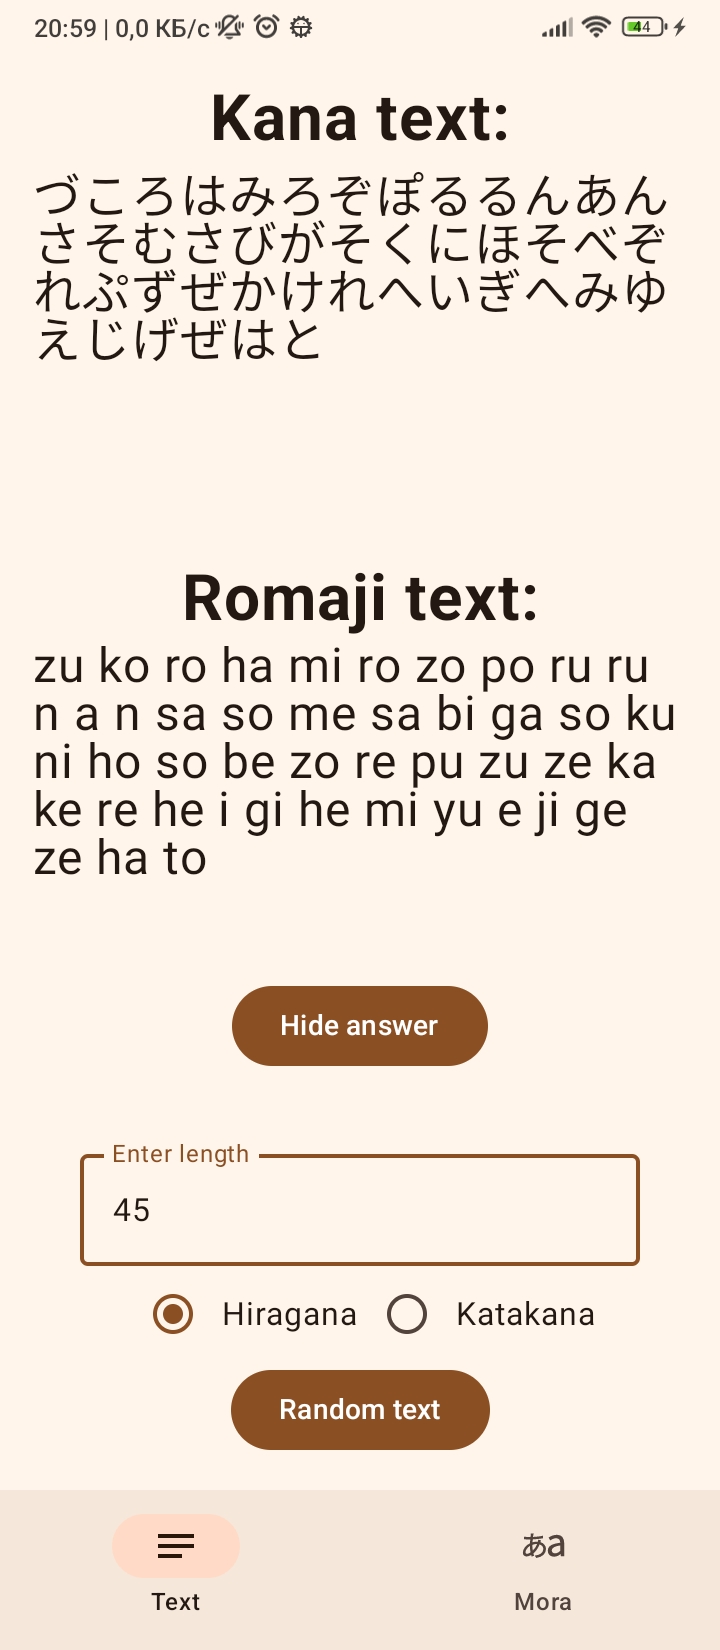 20:59 | 0,0 КБ/с 44
Kana text:
づころはみろぞぽるるんあん
さそむさびがそくにほそべぞ
れぷずぜかけれへいぎへみゆ
えじげぜはと
Romaji text:
zu ko ro ha mi ro zo po ru ru
n a n sa so me sa bi ga so ku
ni ho so be zo re pu zu ze ka
ke re he i gi he mi yu e ji ge
ze ha to
Hide answer
Enter length
45
Hiragana Katakana
Random text
あa
Text Mora